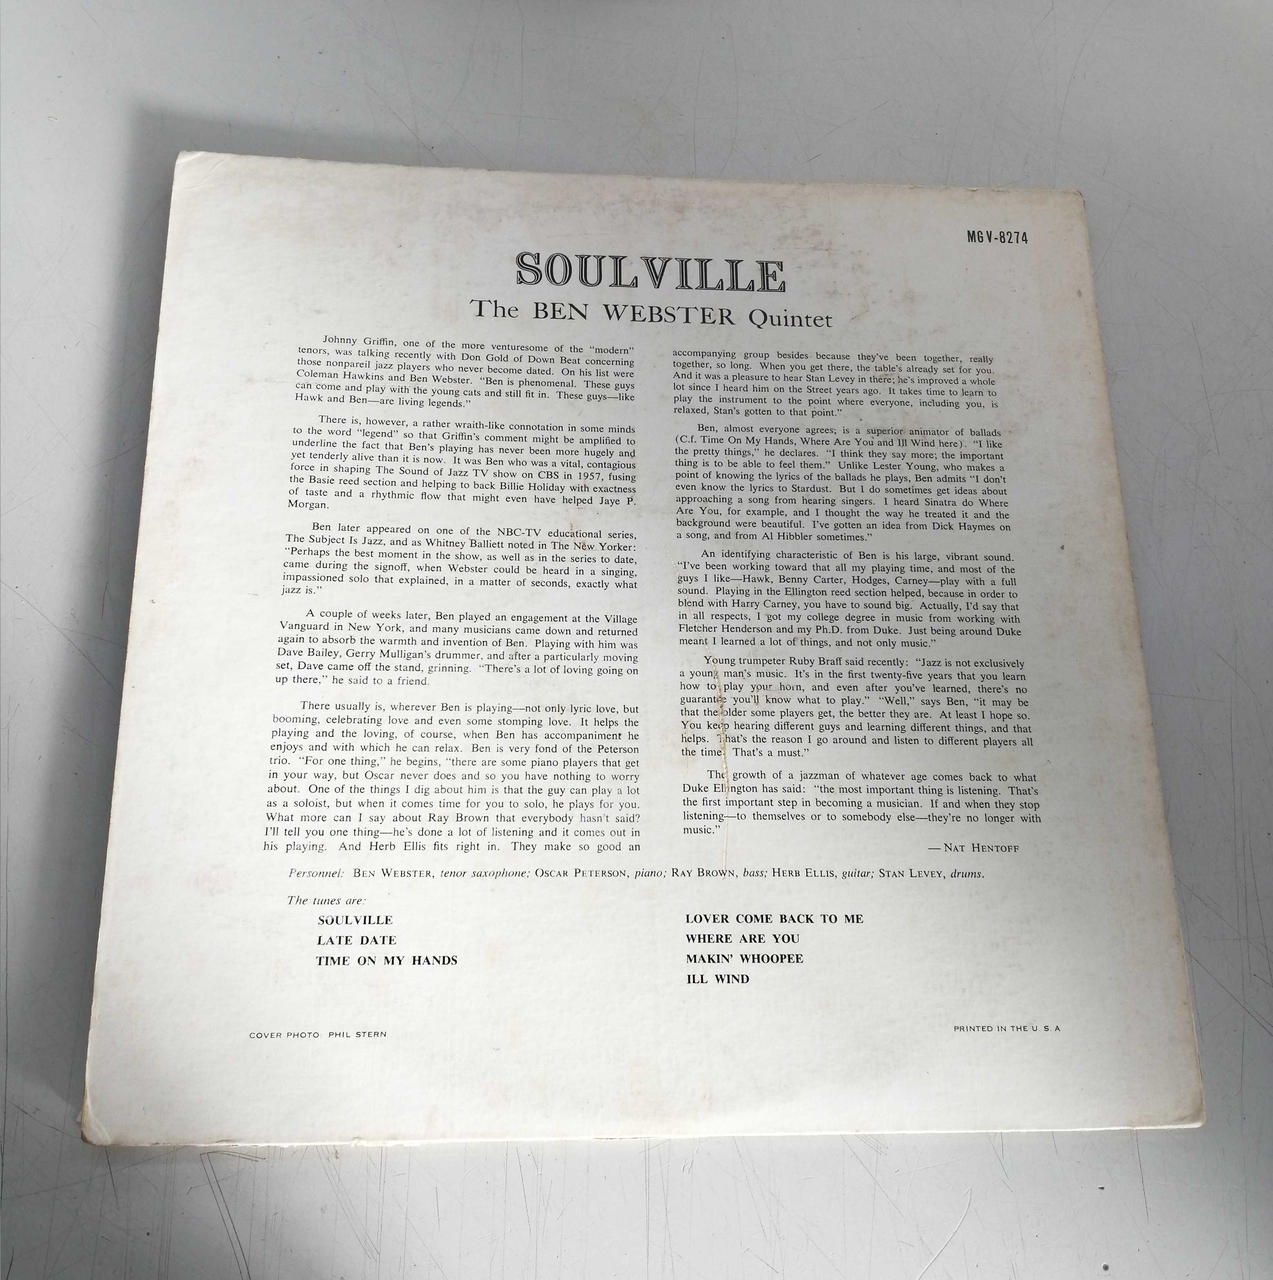 MGV-8274
SOULVILLE
The BEN WEBSTER Quintet
Johnny Griffin, one of the more venturesome of the "modern"
tenors, was talking recently with Don Gold of Down Beat concerning
those nonpareil jazz players who never become dated. On his list were
Coleman Hawkins and Ben Webster. "Ben is phenomenal. These guys
can come and play with the young cats and still fit in. These guys—like
Hawk and Ben—are living legends."
There is, however, a rather wraith-like connotation in some minds
to the word "legend" so that Griffin's comment might be amplified to
underline the fact that Ben's playing has never been more hugely and
yet tenderly alive than it is now. It was Ben who was a vital, contagious
force in shaping The Sound of Jazz TV show on CBS in 1957, fusing
the Basie reed section and helping to back Billie Holiday with exactness
of taste and a rhythmic flow that might even have helped Jaye P.
Morgan.
Ben later appeared on one of the NBC-TV educational series,
The Subject Is Jazz, and as Whitney Balliett noted in The New Yorker:
"Perhaps the best moment in the show, as well as in the series to date,
came during the signoff, when Webster could be heard in a singing,
impassioned solo that explained, in a matter of seconds, exactly what
jazz is."
A couple of weeks later, Ben played an engagement at the Village
Vanguard in New York, and many musicians came down and returned
again to absorb the warmth and invention of Ben. Playing with him was
Dave Bailey, Gerry Mulligan's drummer, and after a particularly moving
set, Dave came off the stand, grinning. "There's a lot of loving going on
up there," he said to a friend.
There usually is, wherever Ben is playing—not only lyric love, but
booming, celebrating love and even some stomping love. It helps the
playing and the loving, of course, when Ben has accompaniment he
enjoys and with which he can relax. Ben is very fond of the Peterson
trio. "For one thing," he begins, "there are some piano players that get
in your way, but Oscar never does and so you have nothing to worry
about. One of the things I dig about him is that the guy can play a lot
as a soloist, but when it comes time for you to solo, he plays for you.
What more can I say about Ray Brown that everybody hasn't said?
I'll tell you one thing—he's done a lot of listening and it comes out in
his playing. And Herb Ellis fits right in. They make so good an
accompanying group besides because they've been together, really
together, so long. When you get there, the table's already set for you.
And it was a pleasure to hear Stan Levey in there; he's improved a whole
lot since I heard him on the Street years ago. It takes time to learn to
play the instrument to the point where everyone, including you, is
relaxed, Stan's gotten to that point."
Ben, almost everyone agrees; is a superior animator of ballads
(C.f. Time On My Hands, Where Are You and Ill Wind here). "I like
the pretty things," he declares. "I think they say more; the important
thing is to be able to feel them." Unlike Lester Young, who makes a
point of knowing the lyrics of the ballads he plays, Ben admits "I don't
even know the lyrics to Stardust. But I do sometimes get ideas about
approaching a song from hearing singers. I heard Sinatra do Where
Are You, for example, and I thought the way he treated it and the
background were beautiful. I've gotten an idea from Dick Haymes on
a song, and from Al Hibbler sometimes."
An identifying characteristic of Ben is his large, vibrant sound.
"I've been working toward that all my playing time, and most of the
guys I like—Hawk, Benny Carter, Hodges, Carney—play with a full
sound. Playing in the Ellington reed section helped, because in order to
blend with Harry Carney, you have to sound big. Actually, I'd say that
in all respects, I got my college degree in music from working with
Fletcher Henderson and my Ph.D. from Duke. Just being around Duke
meant I learned a lot of things, and not only music."
Young trumpeter Ruby Braff said recently: "Jazz is not exclusively
a young man's music. It's in the first twenty-five years that you learn
how to play your horn, and even after you've learned, there's no
guarantee you'll know what to play." "Well," says Ben, "it may be
that the older some players get, the better they are. At least I hope so.
You keep hearing different guys and learning different things, and that
helps. That's the reason I go around and listen to different players all
the time. That's a must."
The growth of a jazzman of whatever age comes back to what
Duke Ellington has said: "the most important thing is listening. That's
the first important step in becoming a musician. If and when they stop
listening—to themselves or to somebody else—they're no longer with
music."
— NAT HENTOFF
Personnel: BEN WEBSTER, tenor saxophone; OSCAR PETERSON, piano; RAY BROWN, bass; HERB ELLIS, guitar; STAN LEVEY, drums.
The tunes are:
SOULVILLE
LATE DATE
TIME ON MY HANDS
LOVER COME BACK TO ME
WHERE ARE YOU
MAKIN' WHOOPEE
ILL WIND
COVER PHOTO PHIL STERN
PRINTED IN THE U. S. A